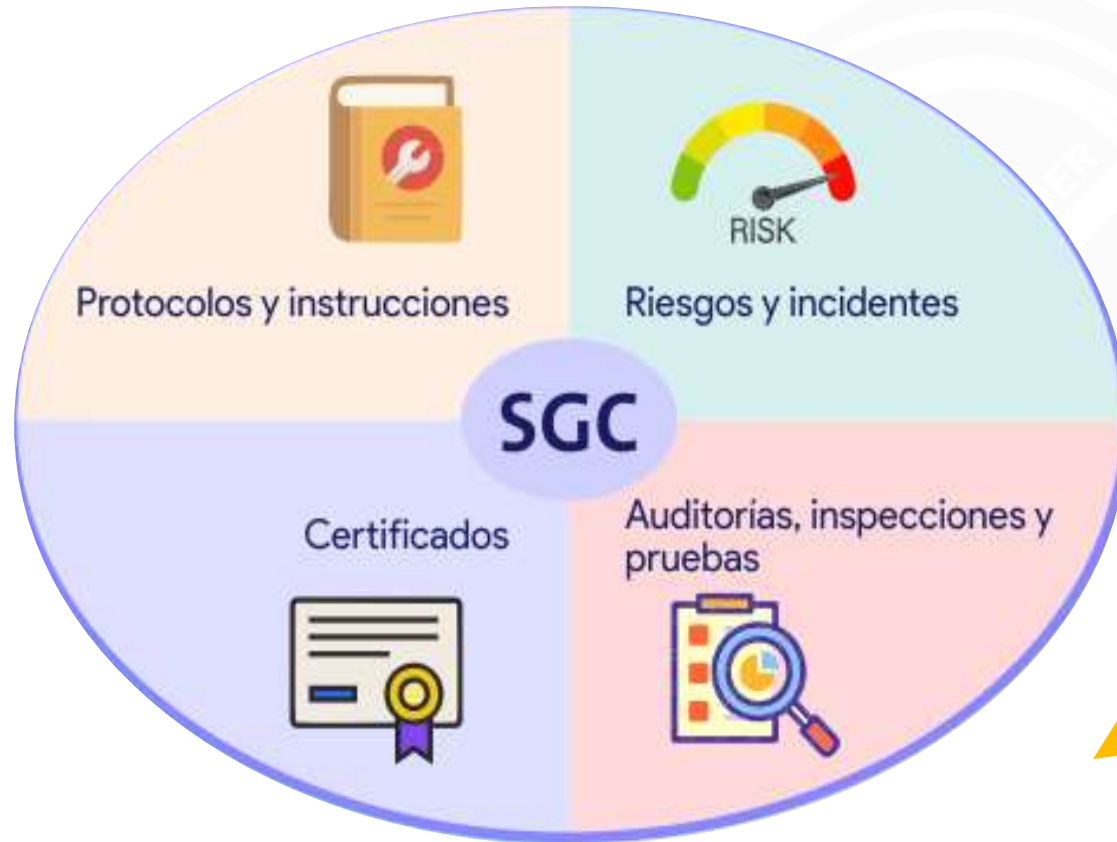 RISK
Protocolos y instrucciones
Riesgos y incidentes
SGC
Certificados
Auditorias, inspecciones y
pruebas